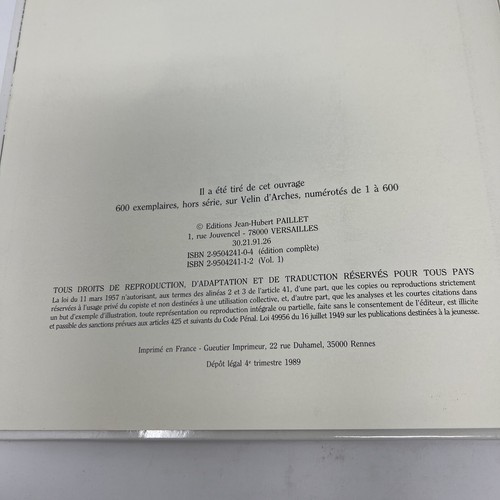 Il a été tiré de cet ouvrage
600 exemplaires, hors série, sur Velin d'Arches, numérotés de 1 à 600
© Editions Jean-Hubert PAILLET
1, rue Jouvencel - 78000 VERSAILLES
30.21.91.26
ISBN 2-9504241-0-4 (édition complète)
ISBN 2-9504241-1-2 (Vol. 1)
TOUS DROITS DE REPRODUCTION, D'ADAPTATION ET DE TRADUCTION RÉSERVÉS POUR TOUS PAYS
La loi du 11 mars 1957 n'autorisant, aux termes des alinéas 2 et 3 de l'article 41, d'une part, que les copies ou reproductions strictement
réservées à l'usage privé du copiste et non destinées à une utilisation collective, et, d'autre part, que les analyses et les courtes citations dans
un but d'exemple d'illustration, toute représentation ou reproduction intégrale ou partielle, faite sans le consentement de l'éditeur, est illicite
et passible des sanctions prévues aux articles 425 et suivants du Code Pénal. Loi 49956 du 16 juillet 1949 sur les publications destinées à la jeunesse.
Imprimé en France - Gueutier Imprimeur, 22 rue Duhamel, 35000 Rennes
Dépôt légal 4e trimestre 1989